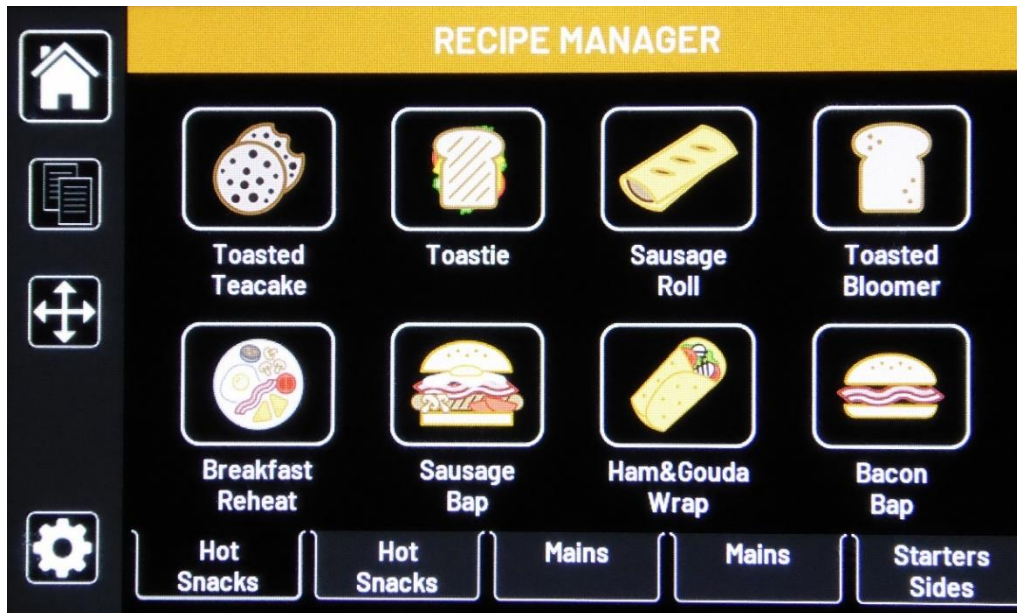 RECIPE MANAGER
Toasted
Teacake
Toastie
Sausage
Roll
Toasted
Bloomer
Breakfast
Reheat
Sausage
Bap
Ham&Gouda
Wrap
Bacon
Bap
Hot
Snacks
Hot
Snacks
Mains
Mains
Starters
Sides